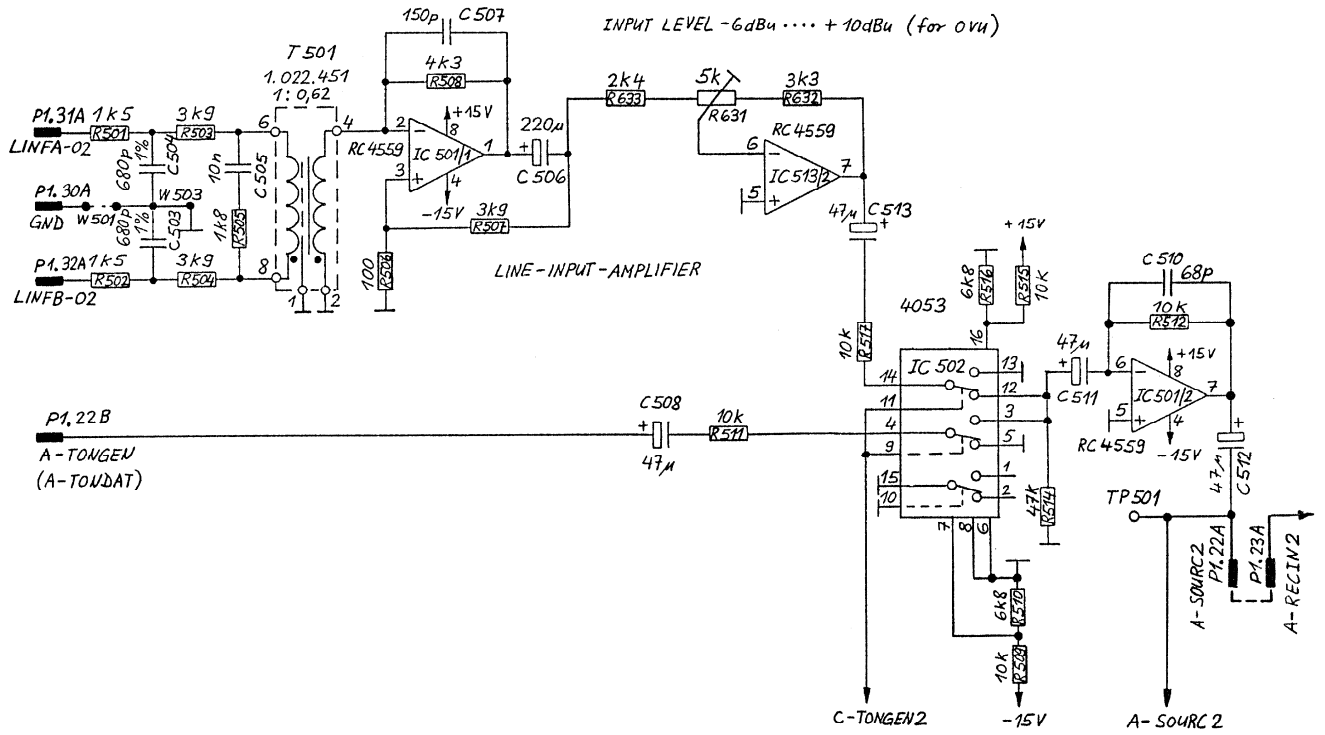 INPUT LEVEL -6dBu ···· +10dBu (for 0VU)
150p C507
T501
1.022.451
1:0,62
4k3
R508
P1.31A 1k5
R501
LINFA-02
3k9
R503
680p 1% C504
10n C505
1k8 R505
P1.30A
GND W501 W503
680p 1% C503
P1.32A 1k5
R502
LINFB-02
3k9
R504
6
8
4
1
2
RC4559
2
3
+15V
8
IC 501/1
1
4
-15V
220µ
+
C506
3k9
R507
100 R506
LINE-INPUT-AMPLIFIER
2k4
R633
5k
R631
3k3
R632
RC4559
6
5
IC513/2
7
47µ C513
+
10k R517
4053
6k8 R516
+15V
R515 10k
16
IC 502
14
11
4
9
15
10
13
12
3
5
1
2
7
8
6
P1.22B
A-TONGEN
(A-TONDAT)
C508
+
47µ
10k
R511
47µ
+
C511
47k R514
C510
68p
10k
R512
6
5
+15V
8
IC501/2
7
4
RC4559
-15V
+
47µ C512
TP501
A-SOURC2
P1.22A
P1.23A
A-RECIN2
6k8 R510
10k R509
C-TONGEN2
-15V
A-SOURC2